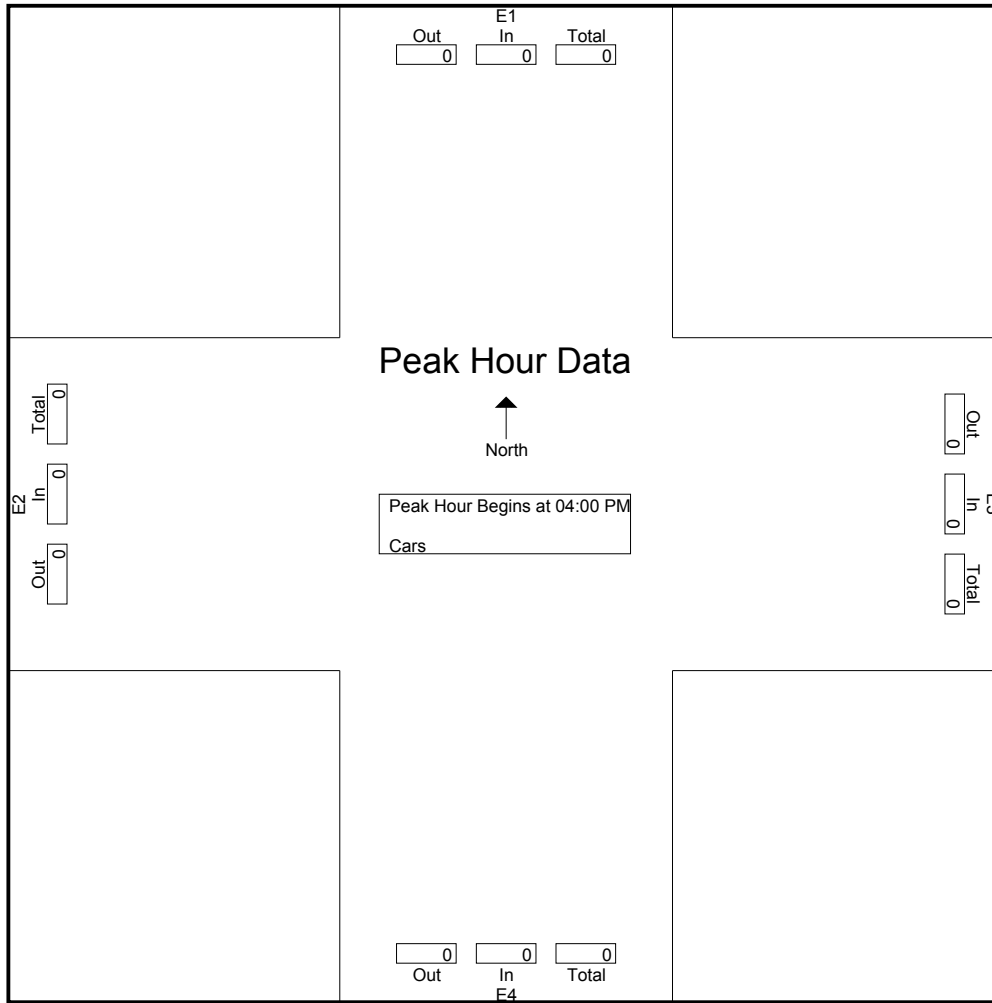 E1
Out In Total
0 0 0
Peak Hour Data
North
Peak Hour Begins at 04:00 PM
Cars
E2
Out In Total
0 0 0
Out In Total
0 0 0
0 0 0
Out In Total
E4